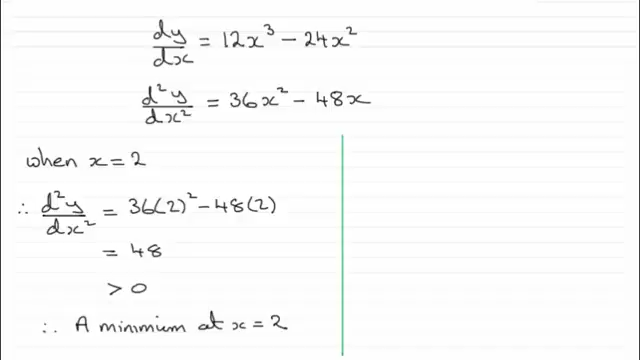 dy/dx = 12x³ − 24x²
d²y/dx² = 36x² − 48x
when x = 2
∴ d²y/dx² = 36(2)² − 48(2)
= 48
> 0
∴ A minimium at x = 2